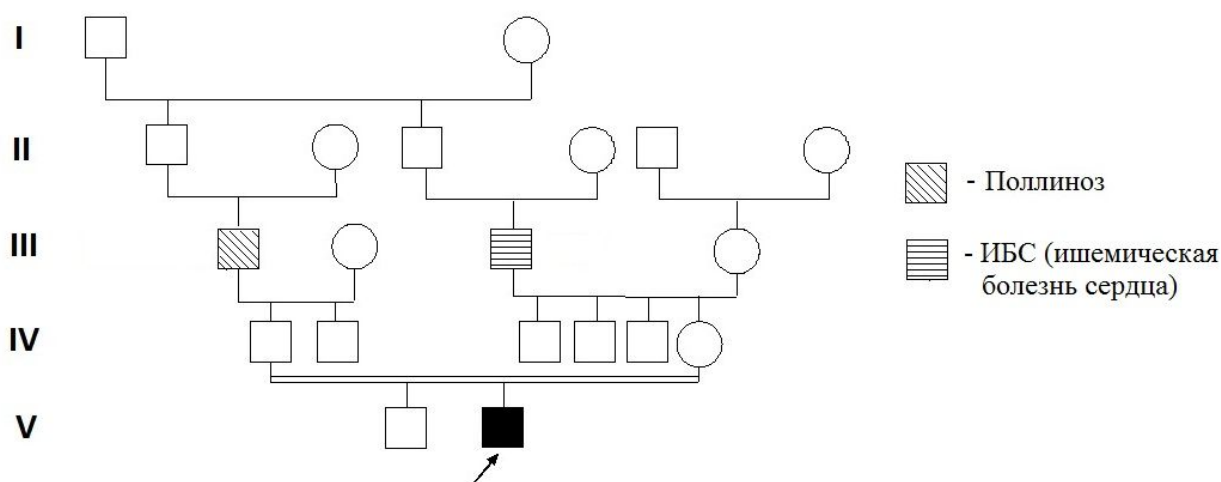 I
II
- Поллиноз
III
- ИБС (ишемическая
болезнь сердца)
IV
V